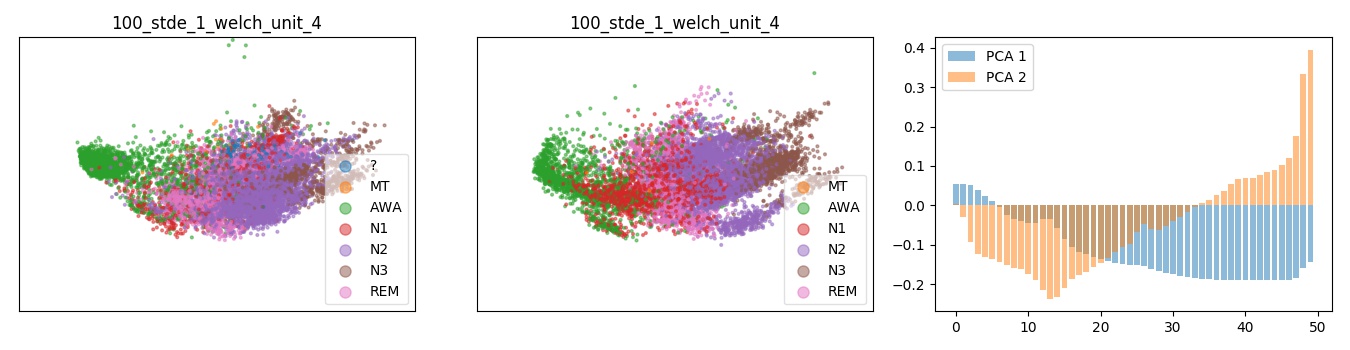 100_stde_1_welch_unit_4
?
MT
AWA
N1
N2
N3
REM
100_stde_1_welch_unit_4
MT
AWA
N1
N2
N3
REM
PCA 1
PCA 2
0.4
0.3
0.2
0.1
0.0
−0.1
−0.2
0 10 20 30 40 50